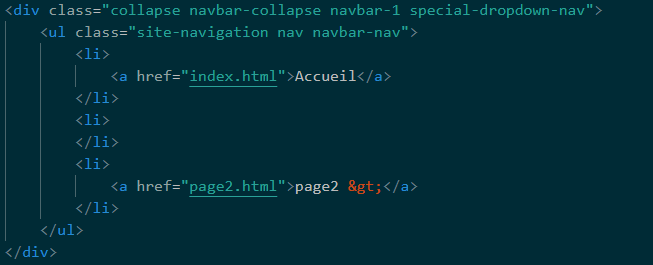 <div class="collapse navbar-collapse navbar-1 special-dropdown-nav">
<ul class="site-navigation nav navbar-nav">
<li>
<a href="index.html">Accueil</a>
</li>
<li>
</li>
<li>
<a href="page2.html">page2 &gt;</a>
</li>
</ul>
</div>